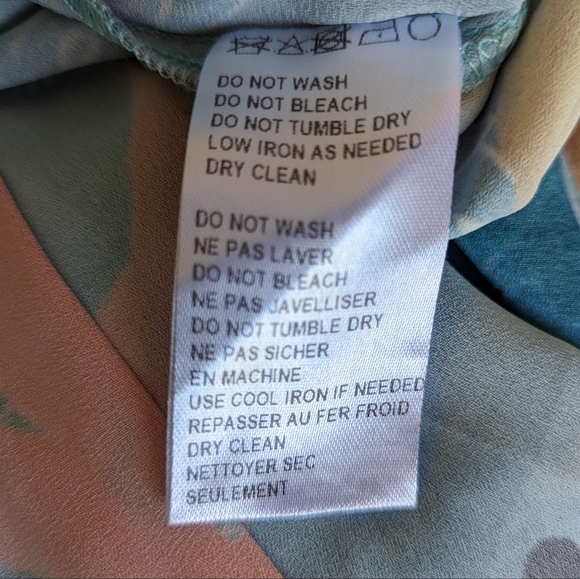 DO NOT WASH
DO NOT BLEACH
DO NOT TUMBLE DRY
LOW IRON AS NEEDED
DRY CLEAN
DO NOT WASH
NE PAS LAVER
DO NOT BLEACH
NE PAS JAVELLISER
DO NOT TUMBLE DRY
NE PAS SICHER
EN MACHINE
USE COOL IRON IF NEEDED
REPASSER AU FER FROID
DRY CLEAN
NETTOYER SEC
SEULEMENT